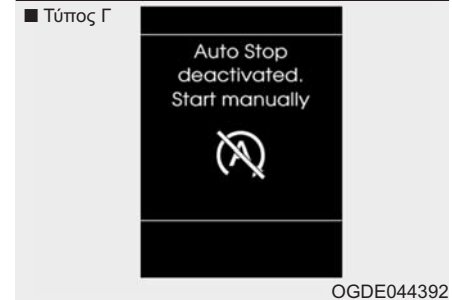 ■ Τύπος Γ
Auto Stop
deactivated.
Start manually
A
OGDE044392